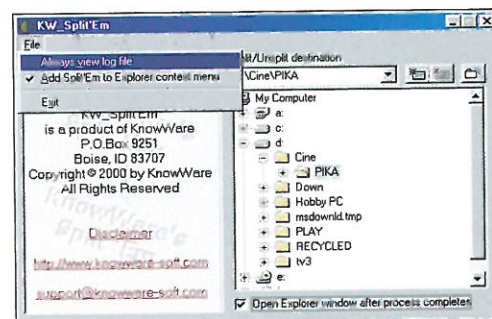 KW_Split'Em
File
Always view log file
✓ Add Split'Em to Explorer context menu
Exit
KW_Split'Em
is a product of KnowWare
P.O.Box 9251
Boise, ID 83707
Copyright © 2000 by KnowWare
All Rights Reserved
Disclaimer
http://www.knowware-soft.com
support@knowware-soft.com
lit/Unsplit destination
\Cine\PIKA
My Computer
a:
c:
d:
Cine
PIKA
Down
Hobby PC
msdownld.tmp
PLAY
RECYCLED
tv3
e:
Open Explorer window after process completes